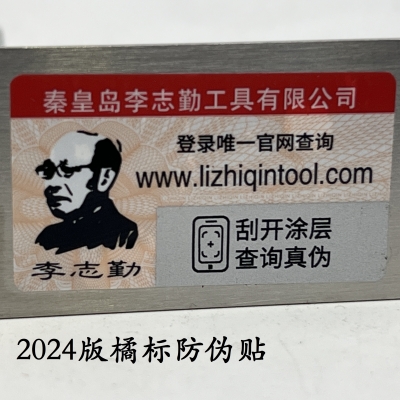 秦皇岛李志勤工具有限公司
登录唯一官网查询
www.lizhiqintool.com
李志勤
刮开涂层
查询真伪
2024版橘标防伪贴